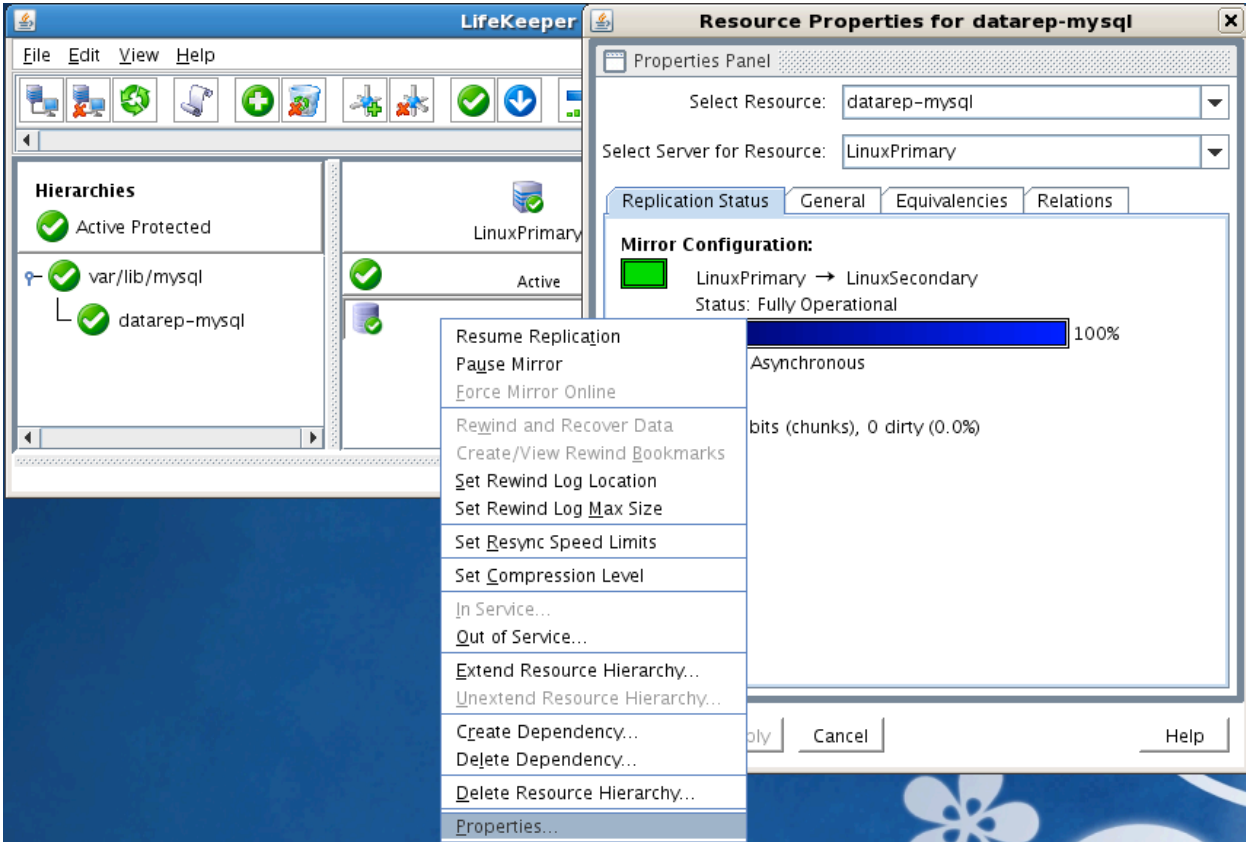 LifeKeeper
File Edit View Help
Hierarchies
Active Protected
var/lib/mysql
datarep-mysql
LinuxPrimary
Active
Resume Replication
Pause Mirror
Force Mirror Online
Rewind and Recover Data
Create/View Rewind Bookmarks
Set Rewind Log Location
Set Rewind Log Max Size
Set Resync Speed Limits
Set Compression Level
In Service...
Out of Service...
Extend Resource Hierarchy...
Unextend Resource Hierarchy...
Create Dependency...
Delete Dependency...
Delete Resource Hierarchy...
Properties...
Resource Properties for datarep-mysql
Properties Panel
Select Resource: datarep-mysql
Select Server for Resource: LinuxPrimary
Replication Status General Equivalencies Relations
Mirror Configuration:
LinuxPrimary → LinuxSecondary
Status: Fully Operational
100%
Asynchronous
bits (chunks), 0 dirty (0.0%)
Cancel Help